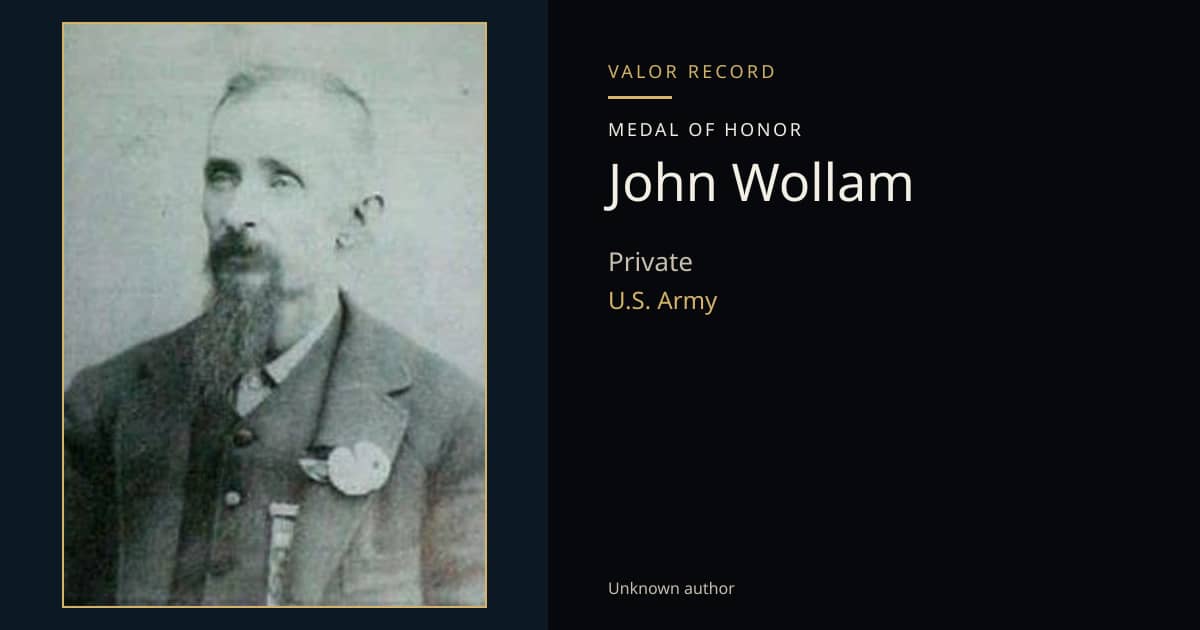 VALOR RECORD
MEDAL OF HONOR
John Wollam
Private
U.S. Army
Unknown author